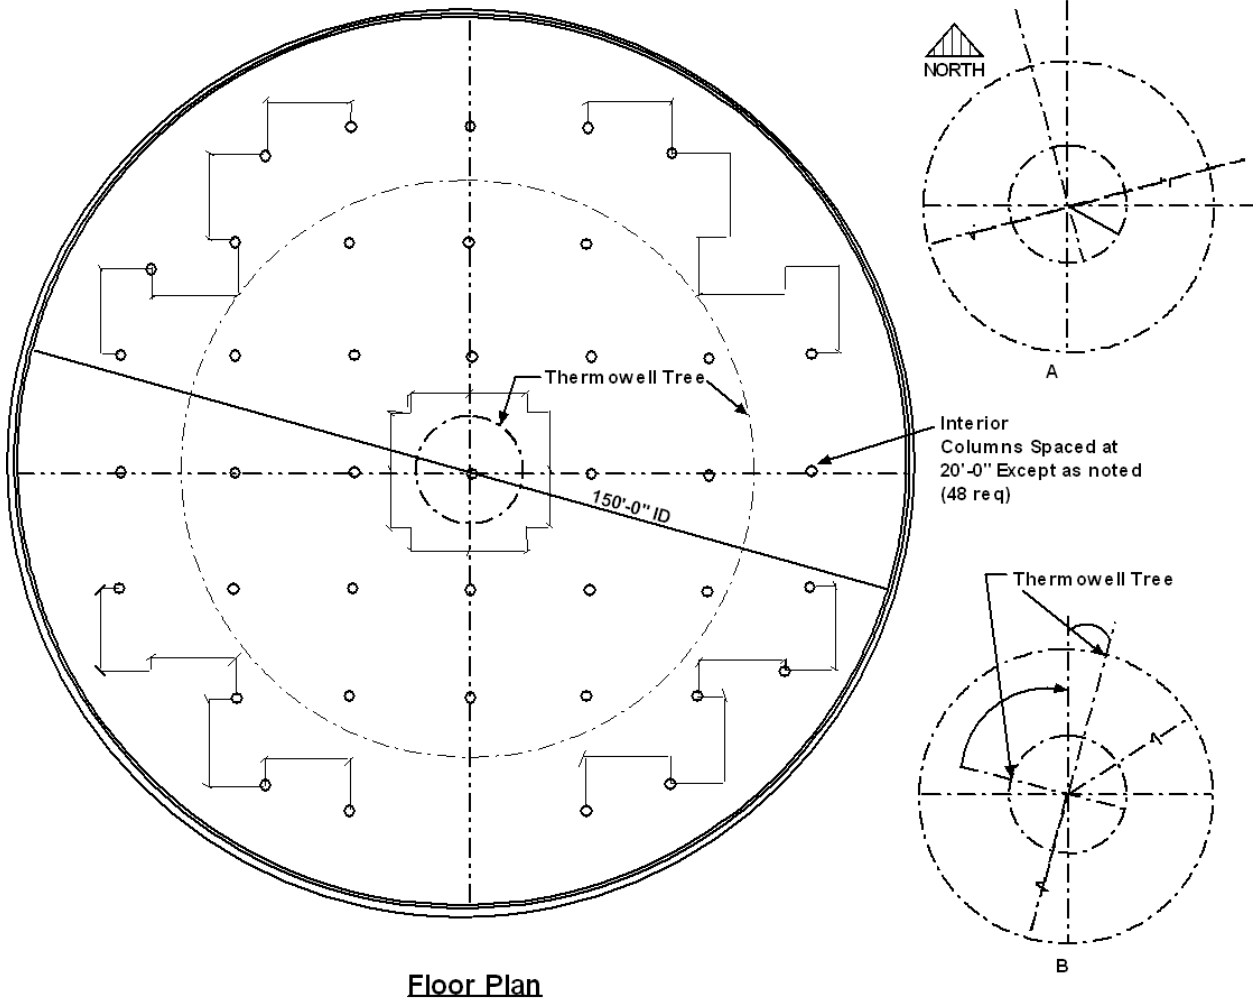 NORTH
A
Thermowell Tree
Interior
Columns Spaced at
20'-0" Except as noted
(48 req)
150'-0" ID
Thermowell Tree
B
Floor Plan